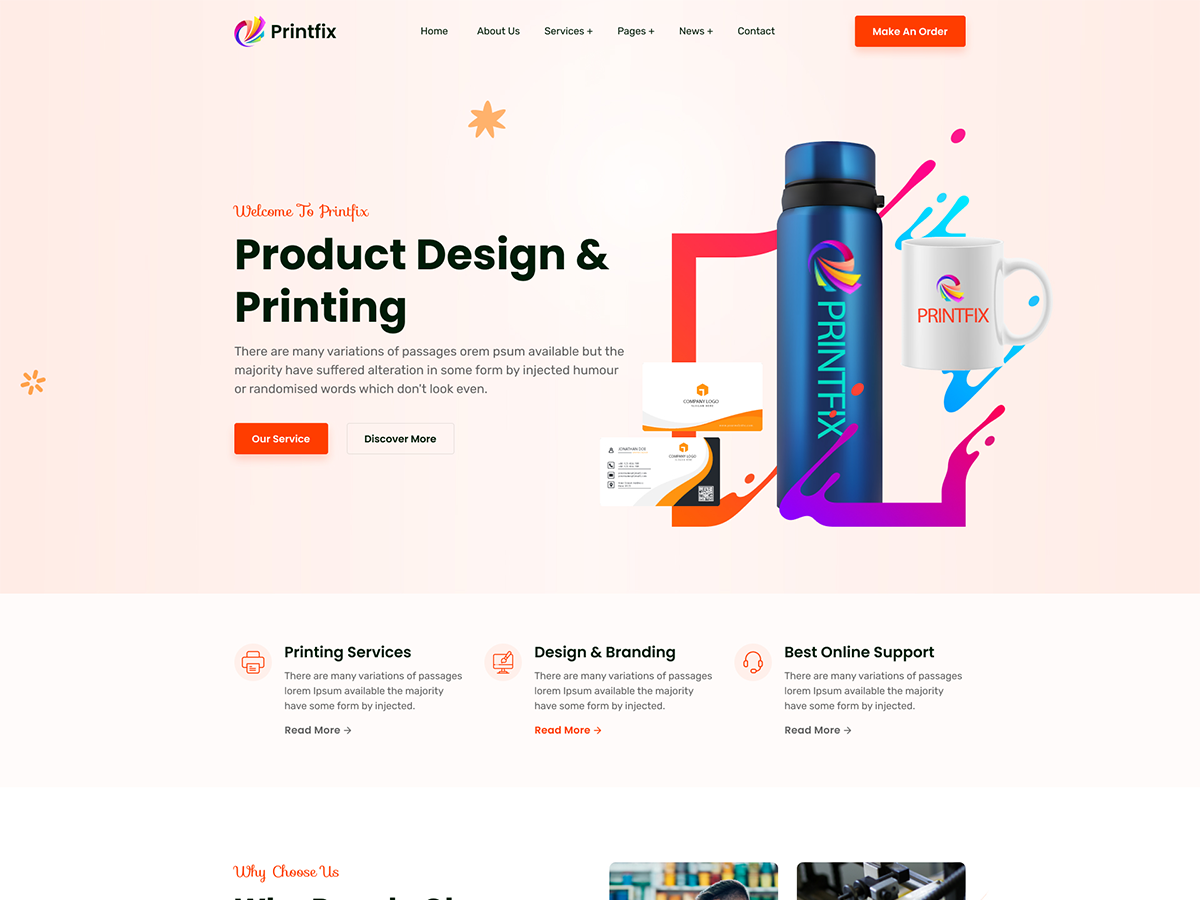 Printfix
Home
About Us
Services +
Pages +
News +
Contact
Make An Order
Welcome To Printfix
Product Design &
Printing
There are many variations of passages orem psum available but the
majority have suffered alteration in some form by injected humour
or randomised words which don't look even.
Our Service
Discover More
PRINTFIX
PRINTFIX
COMPANY LOGO
JONATHAN DOE
COMPANY LOGO
Printing Services
There are many variations of passages
lorem Ipsum available the majority
have some form by injected.
Read More →
Design & Branding
There are many variations of passages
lorem Ipsum available the majority
have some form by injected.
Read More →
Best Online Support
There are many variations of passages
lorem Ipsum available the majority
have some form by injected.
Read More →
Why Choose Us